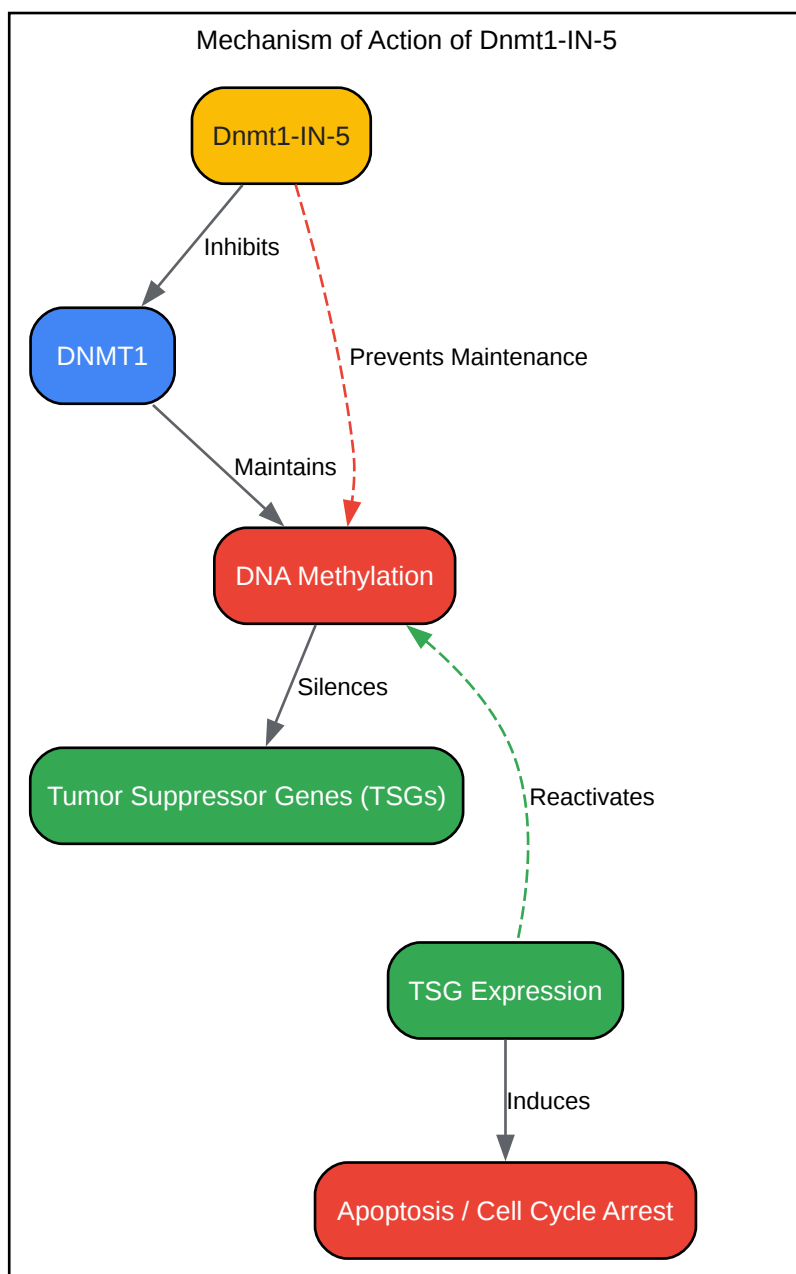 Mechanism of Action of Dnmt1-IN-5
Dnmt1-IN-5
Inhibits
DNMT1
Prevents Maintenance
Maintains
DNA Methylation
Silences
Tumor Suppressor Genes (TSGs)
Reactivates
TSG Expression
Induces
Apoptosis / Cell Cycle Arrest